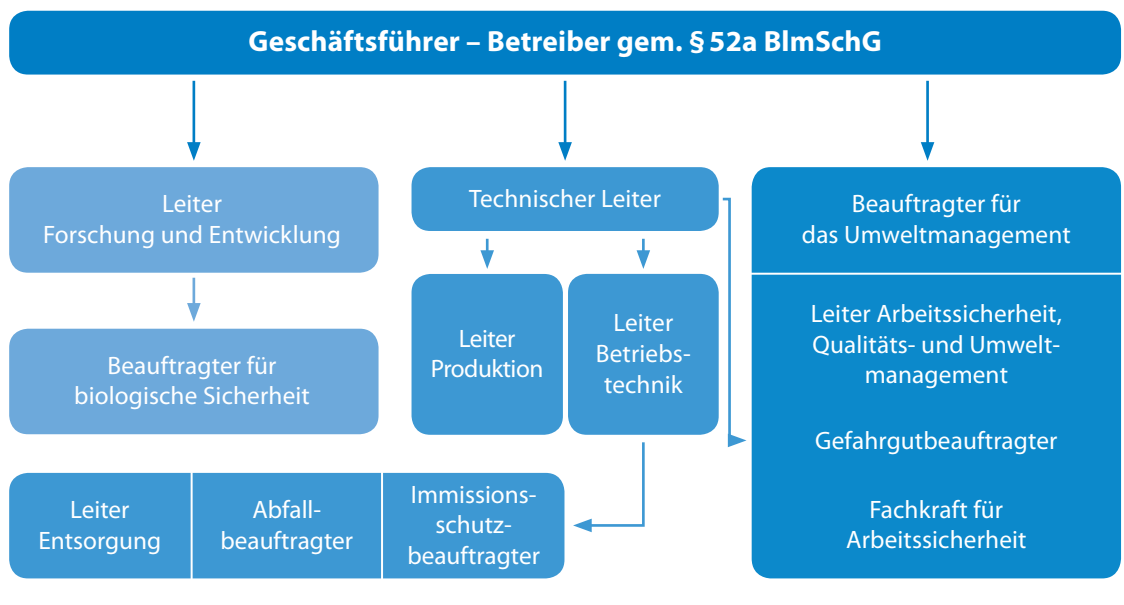 Geschäftsführer – Betreiber gem. § 52a BlmSchG
Leiter
Forschung und Entwicklung
Beauftragter für
biologische Sicherheit
Technischer Leiter
Leiter
Produktion
Leiter
Betriebs-
technik
Leiter
Entsorgung
Abfall-
beauftragter
Immissions-
schutz-
beauftragter
Beauftragter für
das Umweltmanagement
Leiter Arbeitssicherheit,
Qualitäts- und Umwelt-
management
Gefahrgutbeauftragter
Fachkraft für
Arbeitssicherheit